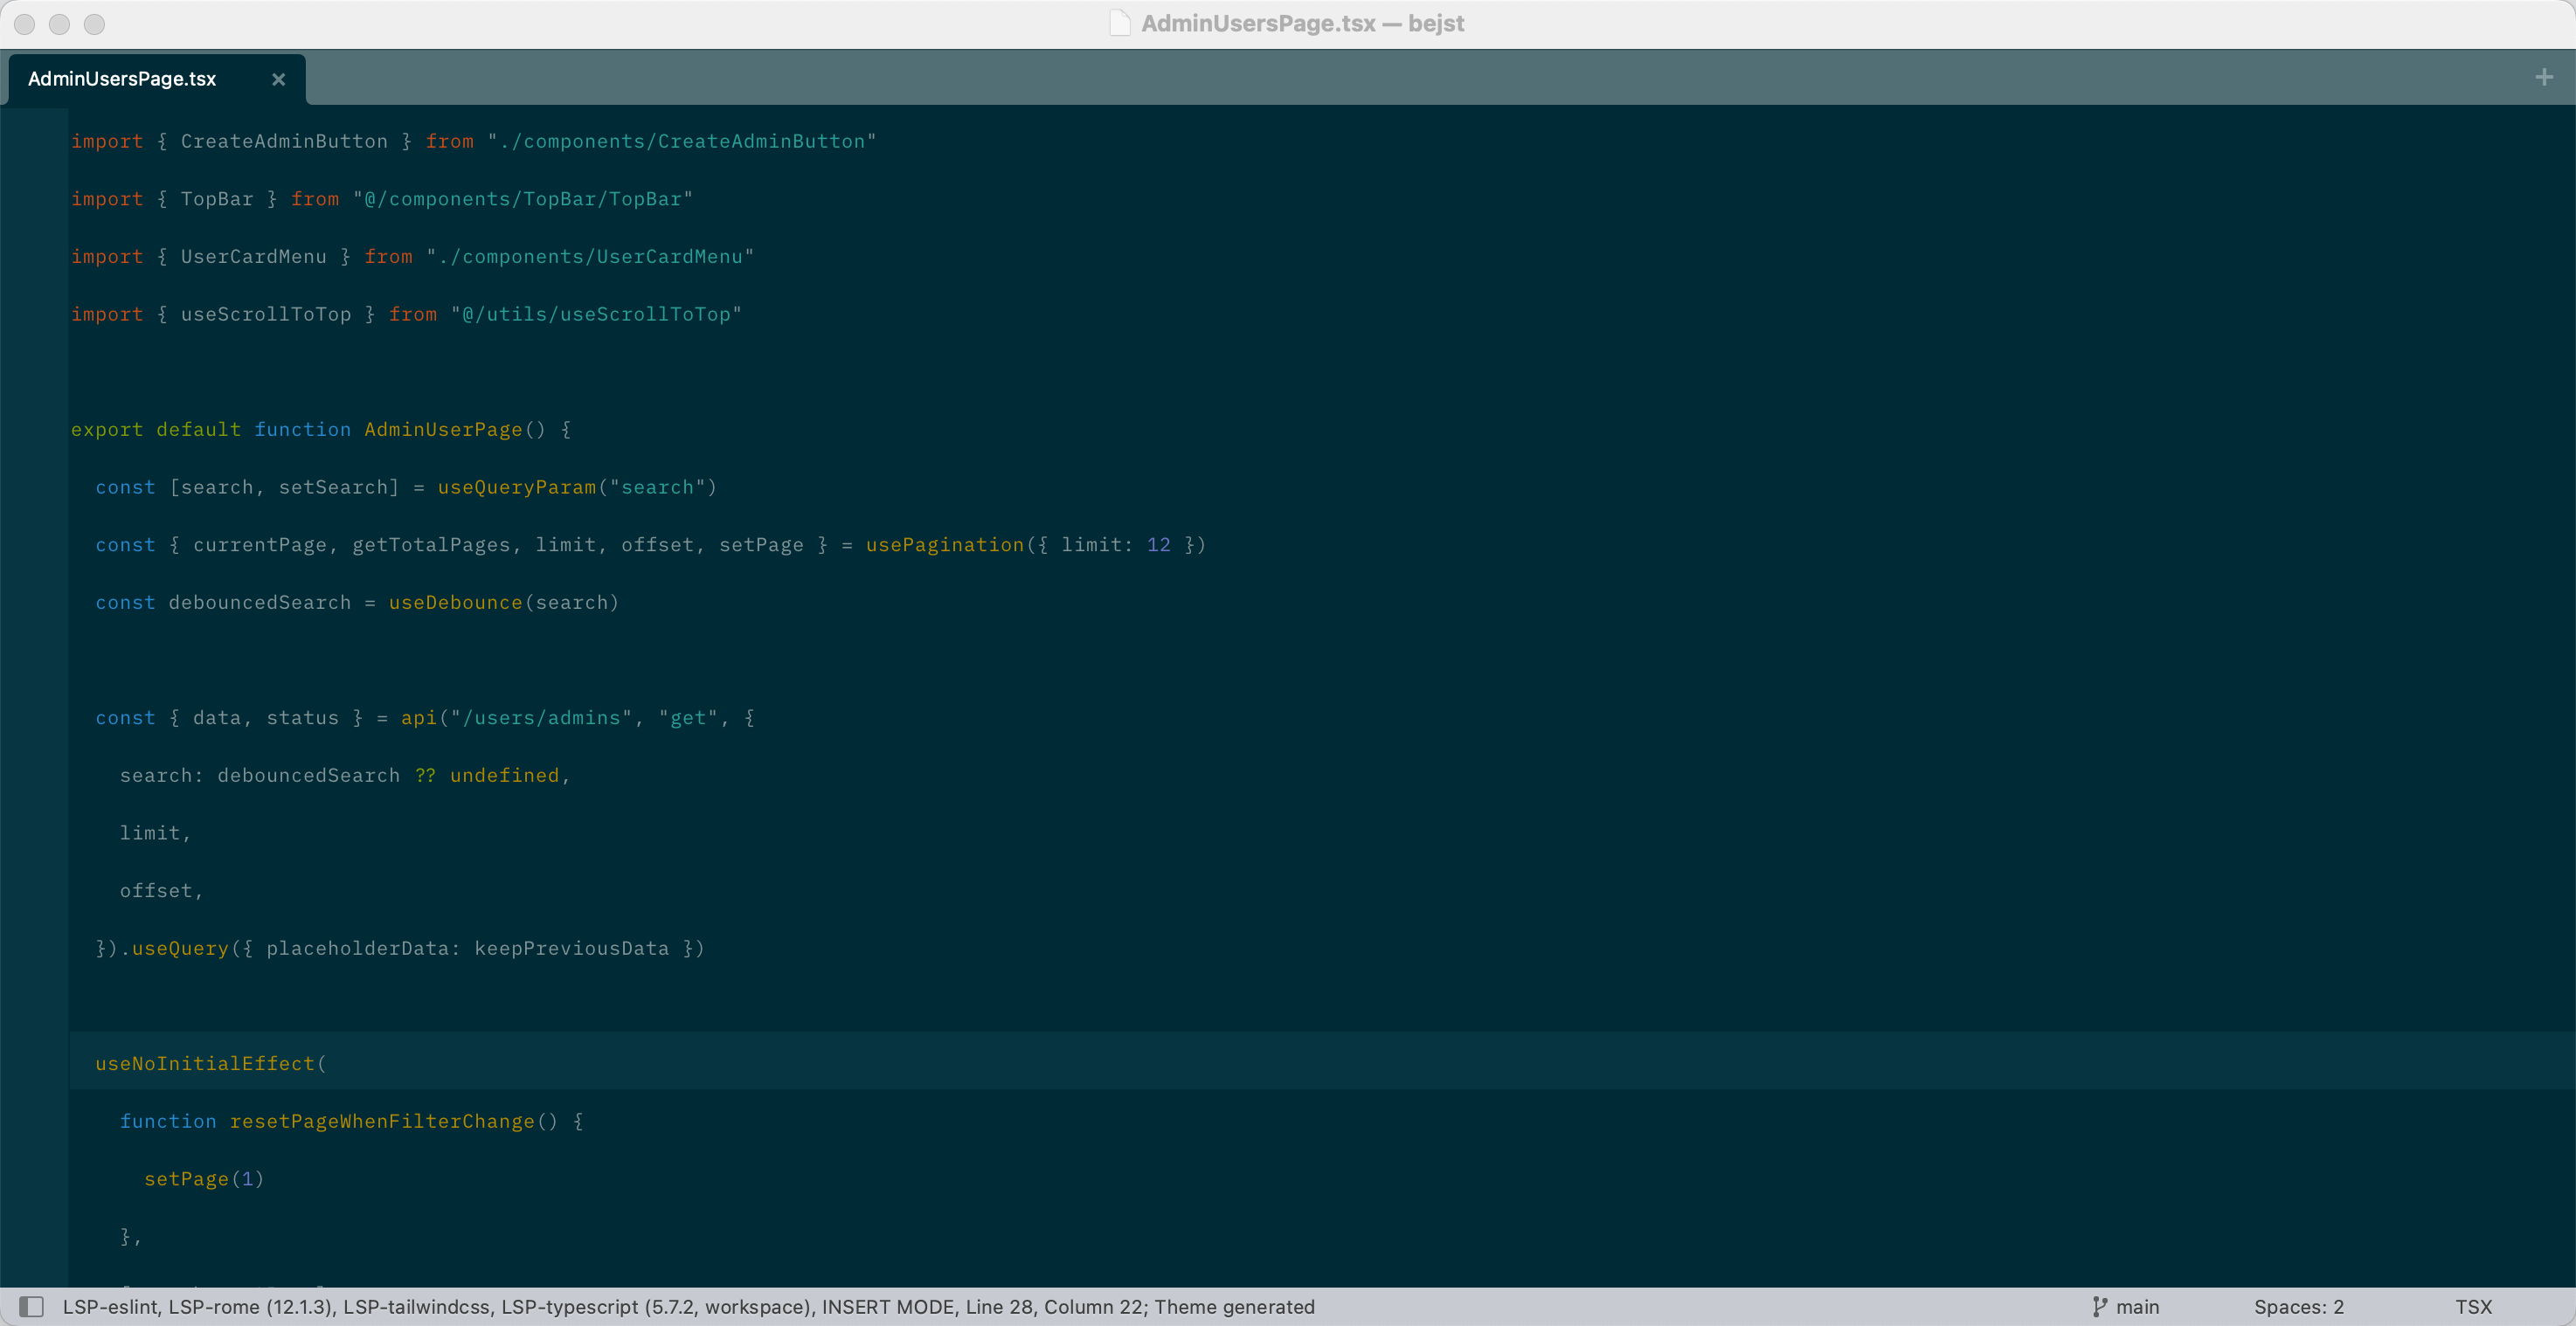 AdminUsersPage.tsx — bejst
AdminUsersPage.tsx
import { CreateAdminButton } from "./components/CreateAdminButton"
import { TopBar } from "@/components/TopBar/TopBar"
import { UserCardMenu } from "./components/UserCardMenu"
import { useScrollToTop } from "@/utils/useScrollToTop"
export default function AdminUserPage() {
const [search, setSearch] = useQueryParam("search")
const { currentPage, getTotalPages, limit, offset, setPage } = usePagination({ limit: 12 })
const debouncedSearch = useDebounce(search)
const { data, status } = api("/users/admins", "get", {
search: debouncedSearch ?? undefined,
limit,
offset,
}).useQuery({ placeholderData: keepPreviousData })
useNoInitialEffect(
function resetPageWhenFilterChange() {
setPage(1)
},
LSP-eslint, LSP-rome (12.1.3), LSP-tailwindcss, LSP-typescript (5.7.2, workspace), INSERT MODE, Line 28, Column 22; Theme generated
main
Spaces: 2
TSX